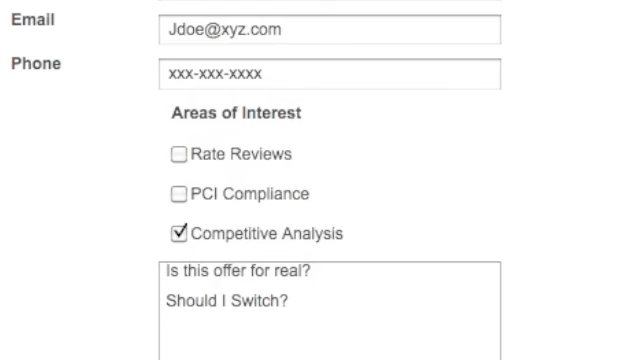 Email
Jdoe@xyz.com
Phone
xxx-xxx-xxxx
Areas of Interest
Rate Reviews
PCI Compliance
Competitive Analysis
Is this offer for real?
Should I Switch?